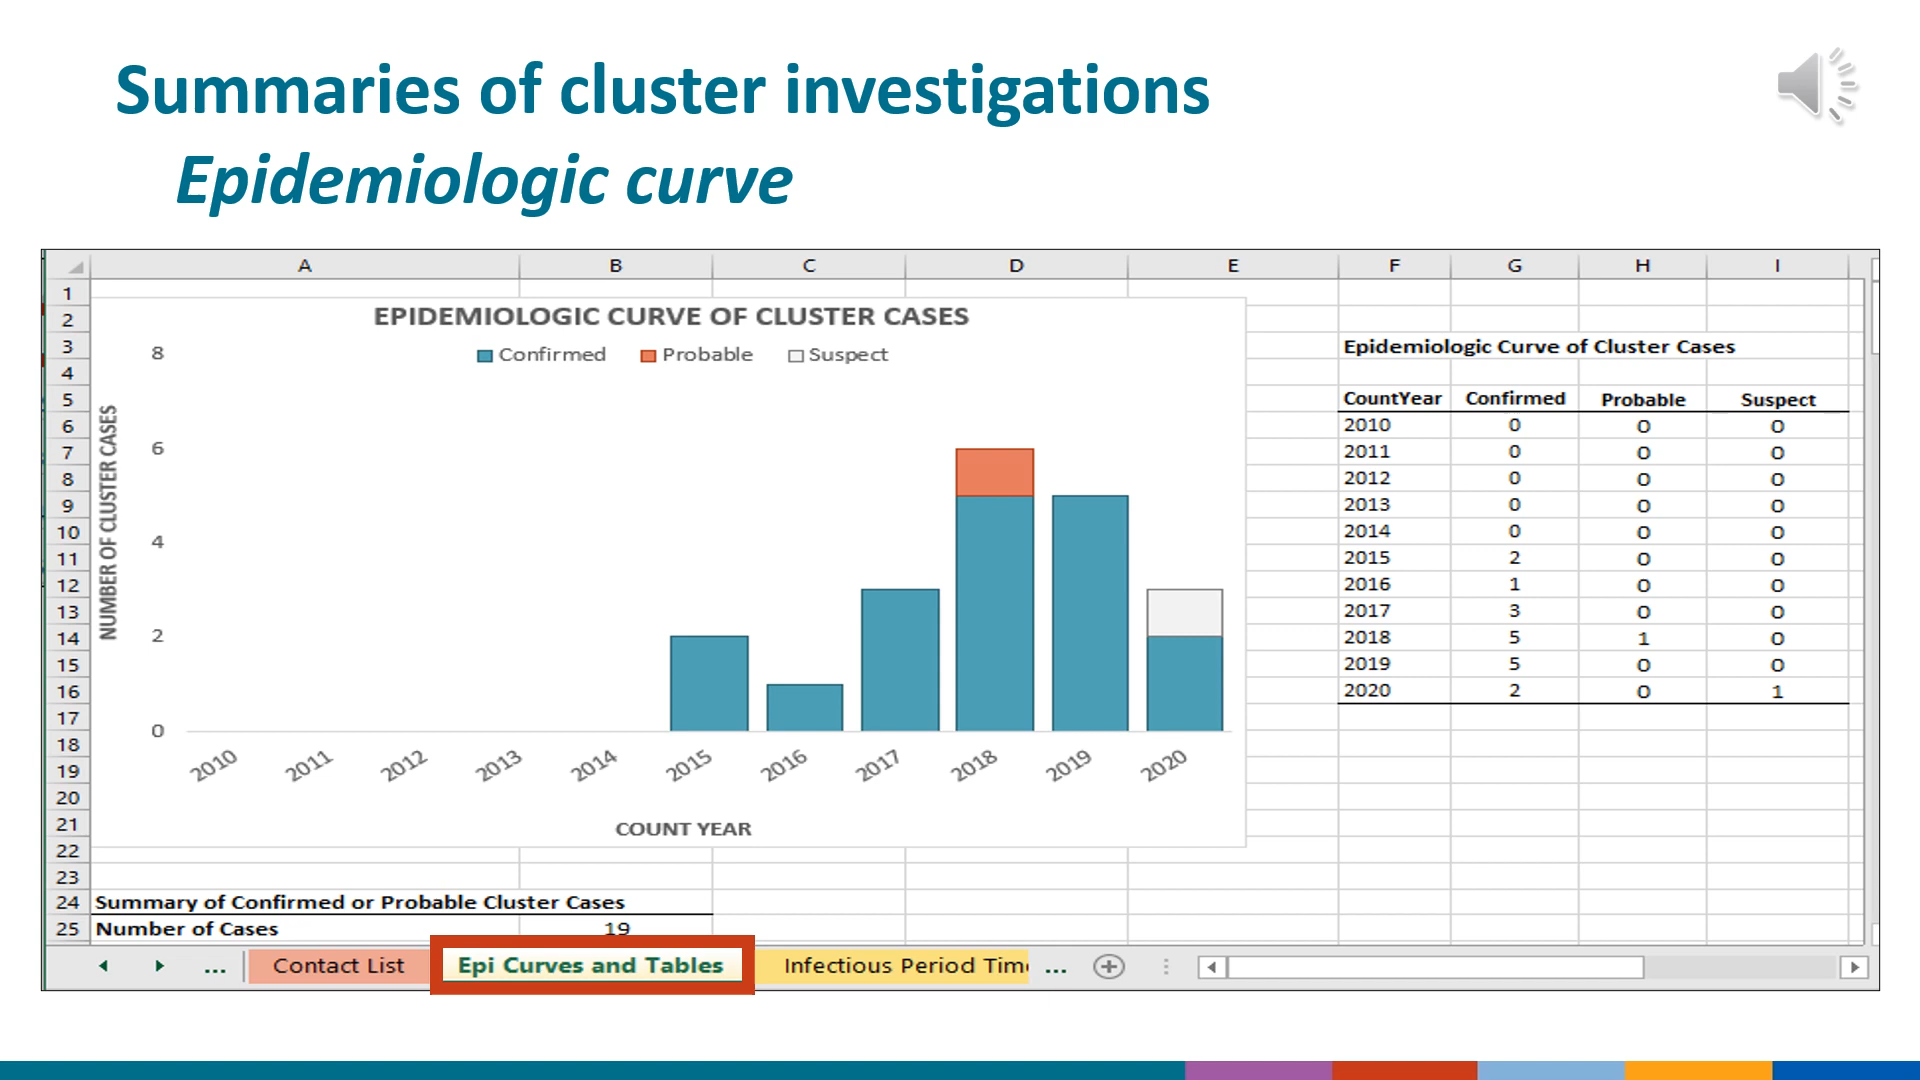 Summaries of cluster investigations
Epidemiologic curve
A B C D E F G H I
1
2
3
4
5
6
7
8
9
10
11
12
13
14
15
16
17
18
19
20
21
22
23
24
25
EPIDEMIOLOGIC CURVE OF CLUSTER CASES
Confirmed Probable Suspect
NUMBER OF CLUSTER CASES
8
6
4
2
0
2010 2011 2012 2013 2014 2015 2016 2017 2018 2019 2020
COUNT YEAR
Epidemiologic Curve of Cluster Cases
CountYear Confirmed Probable Suspect
2010 0 0 0
2011 0 0 0
2012 0 0 0
2013 0 0 0
2014 0 0 0
2015 2 0 0
2016 1 0 0
2017 3 0 0
2018 5 1 0
2019 5 0 0
2020 2 0 1
Summary of Confirmed or Probable Cluster Cases
Number of Cases 19
... Contact List Epi Curves and Tables Infectious Period Tim ...